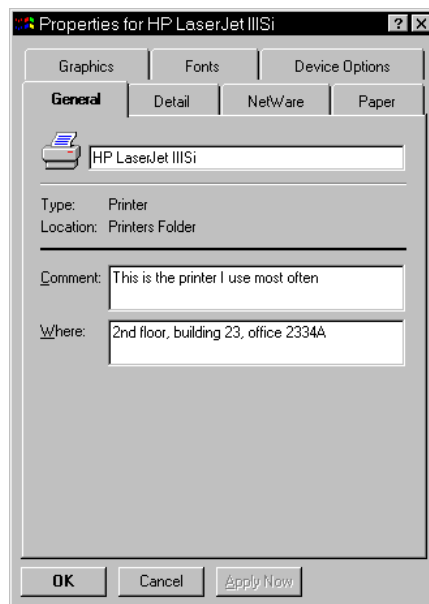 Properties for HP LaserJet IIISi
Graphics Fonts Device Options
General Detail NetWare Paper
HP LaserJet IIISi
Type: Printer
Location: Printers Folder
Comment: This is the printer I use most often
Where: 2nd floor, building 23, office 2334A
OK Cancel Apply Now